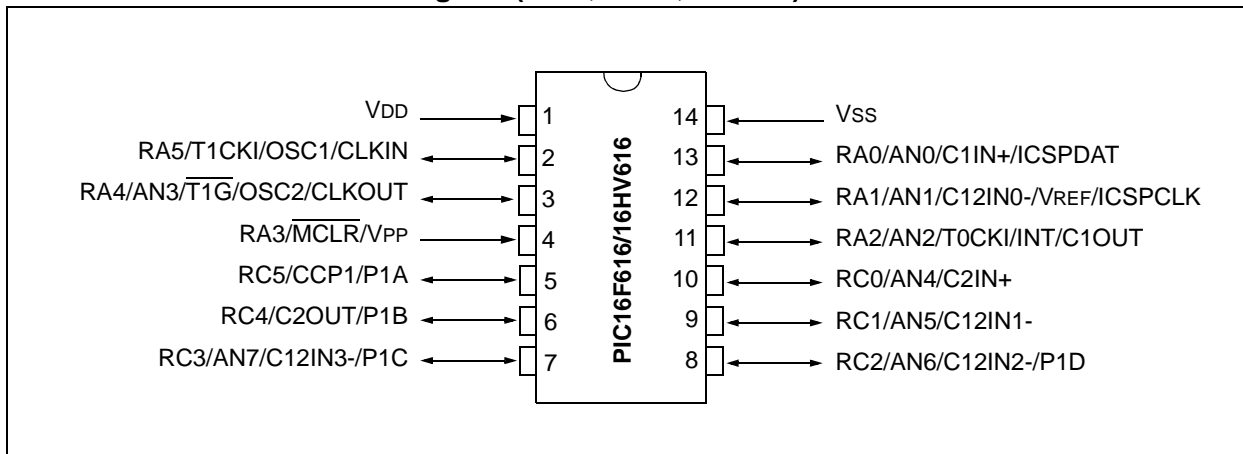 VDD
RA5/T1CKI/OSC1/CLKIN
RA4/AN3/T1G/OSC2/CLKOUT
RA3/MCLR/VPP
RC5/CCP1/P1A
RC4/C2OUT/P1B
RC3/AN7/C12IN3-/P1C
1
2
3
4
5
6
7
PIC16F616/16HV616
14
13
12
11
10
9
8
VSS
RA0/AN0/C1IN+/ICSPDAT
RA1/AN1/C12IN0-/VREF/ICSPCLK
RA2/AN2/T0CKI/INT/C1OUT
RC0/AN4/C2IN+
RC1/AN5/C12IN1-
RC2/AN6/C12IN2-/P1D